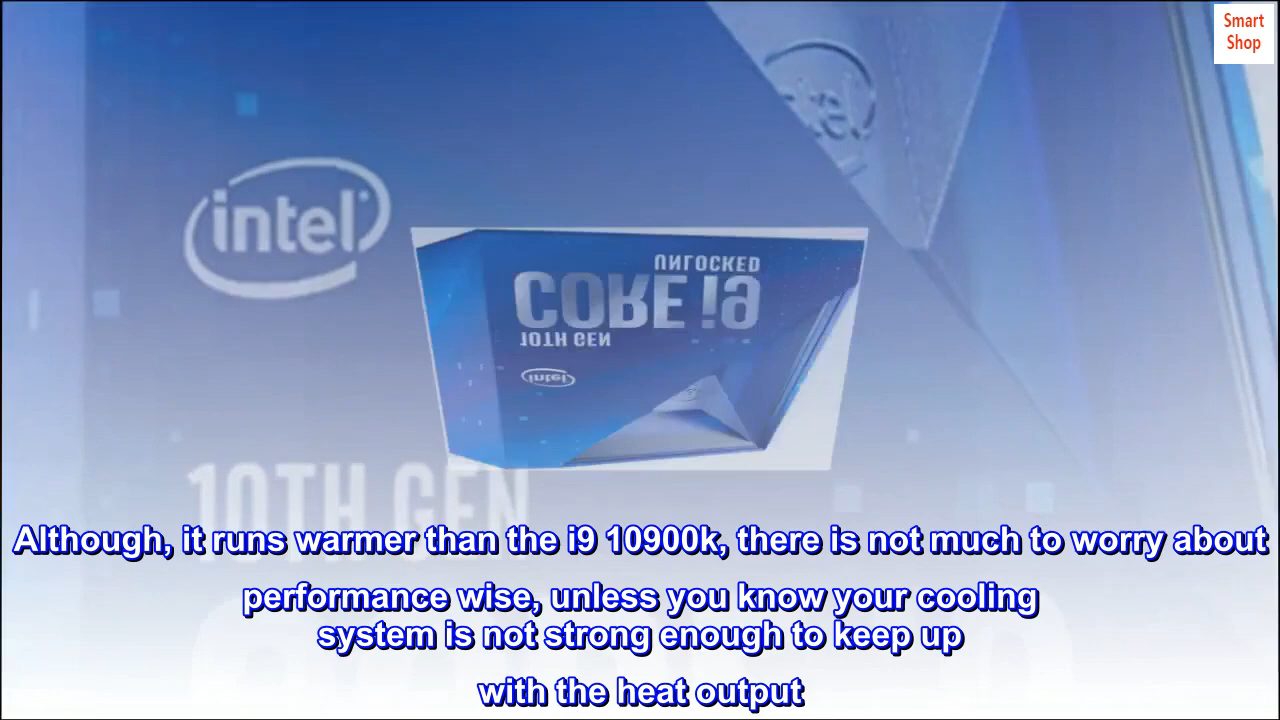 Smart
Shop
intel
intel
UNLOCKED
CORE i9
10TH GEN
intel
10TH GEN
Although, it runs warmer than the i9 10900k, there is not much to worry about
performance wise, unless you know your cooling
system is not strong enough to keep up
with the heat output